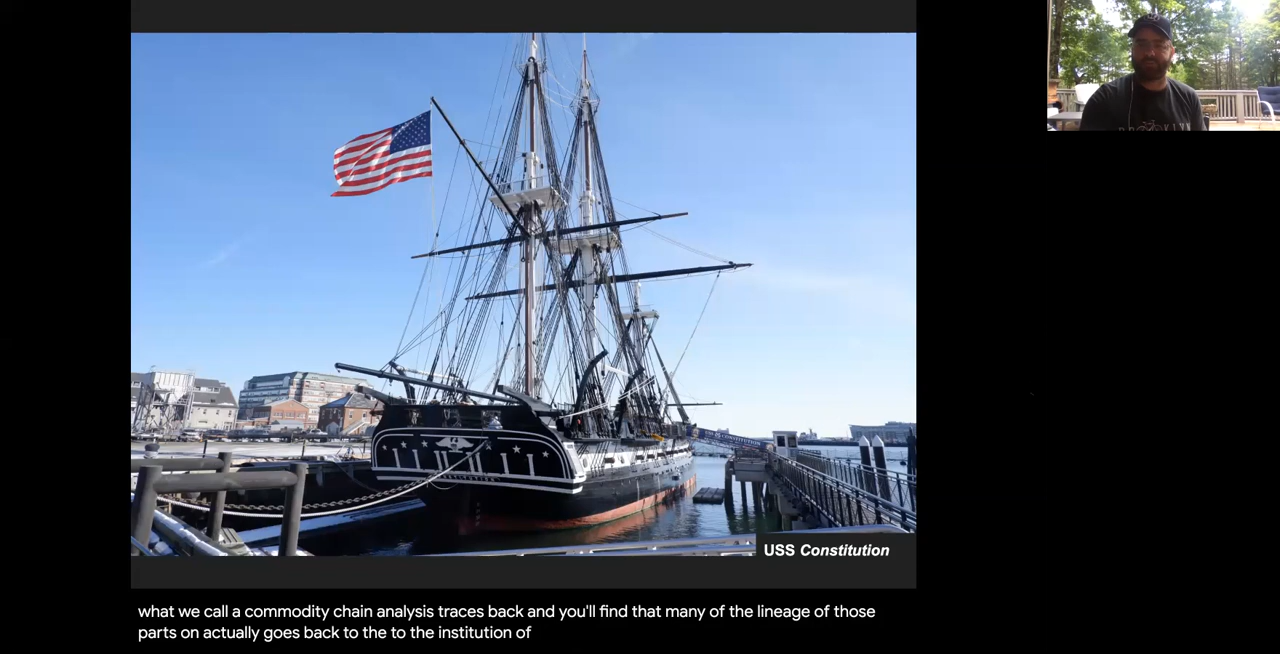 USS Constitution
what we call a commodity chain analysis traces back and you'll find that many of the lineage of those
parts on actually goes back to the to the institution of